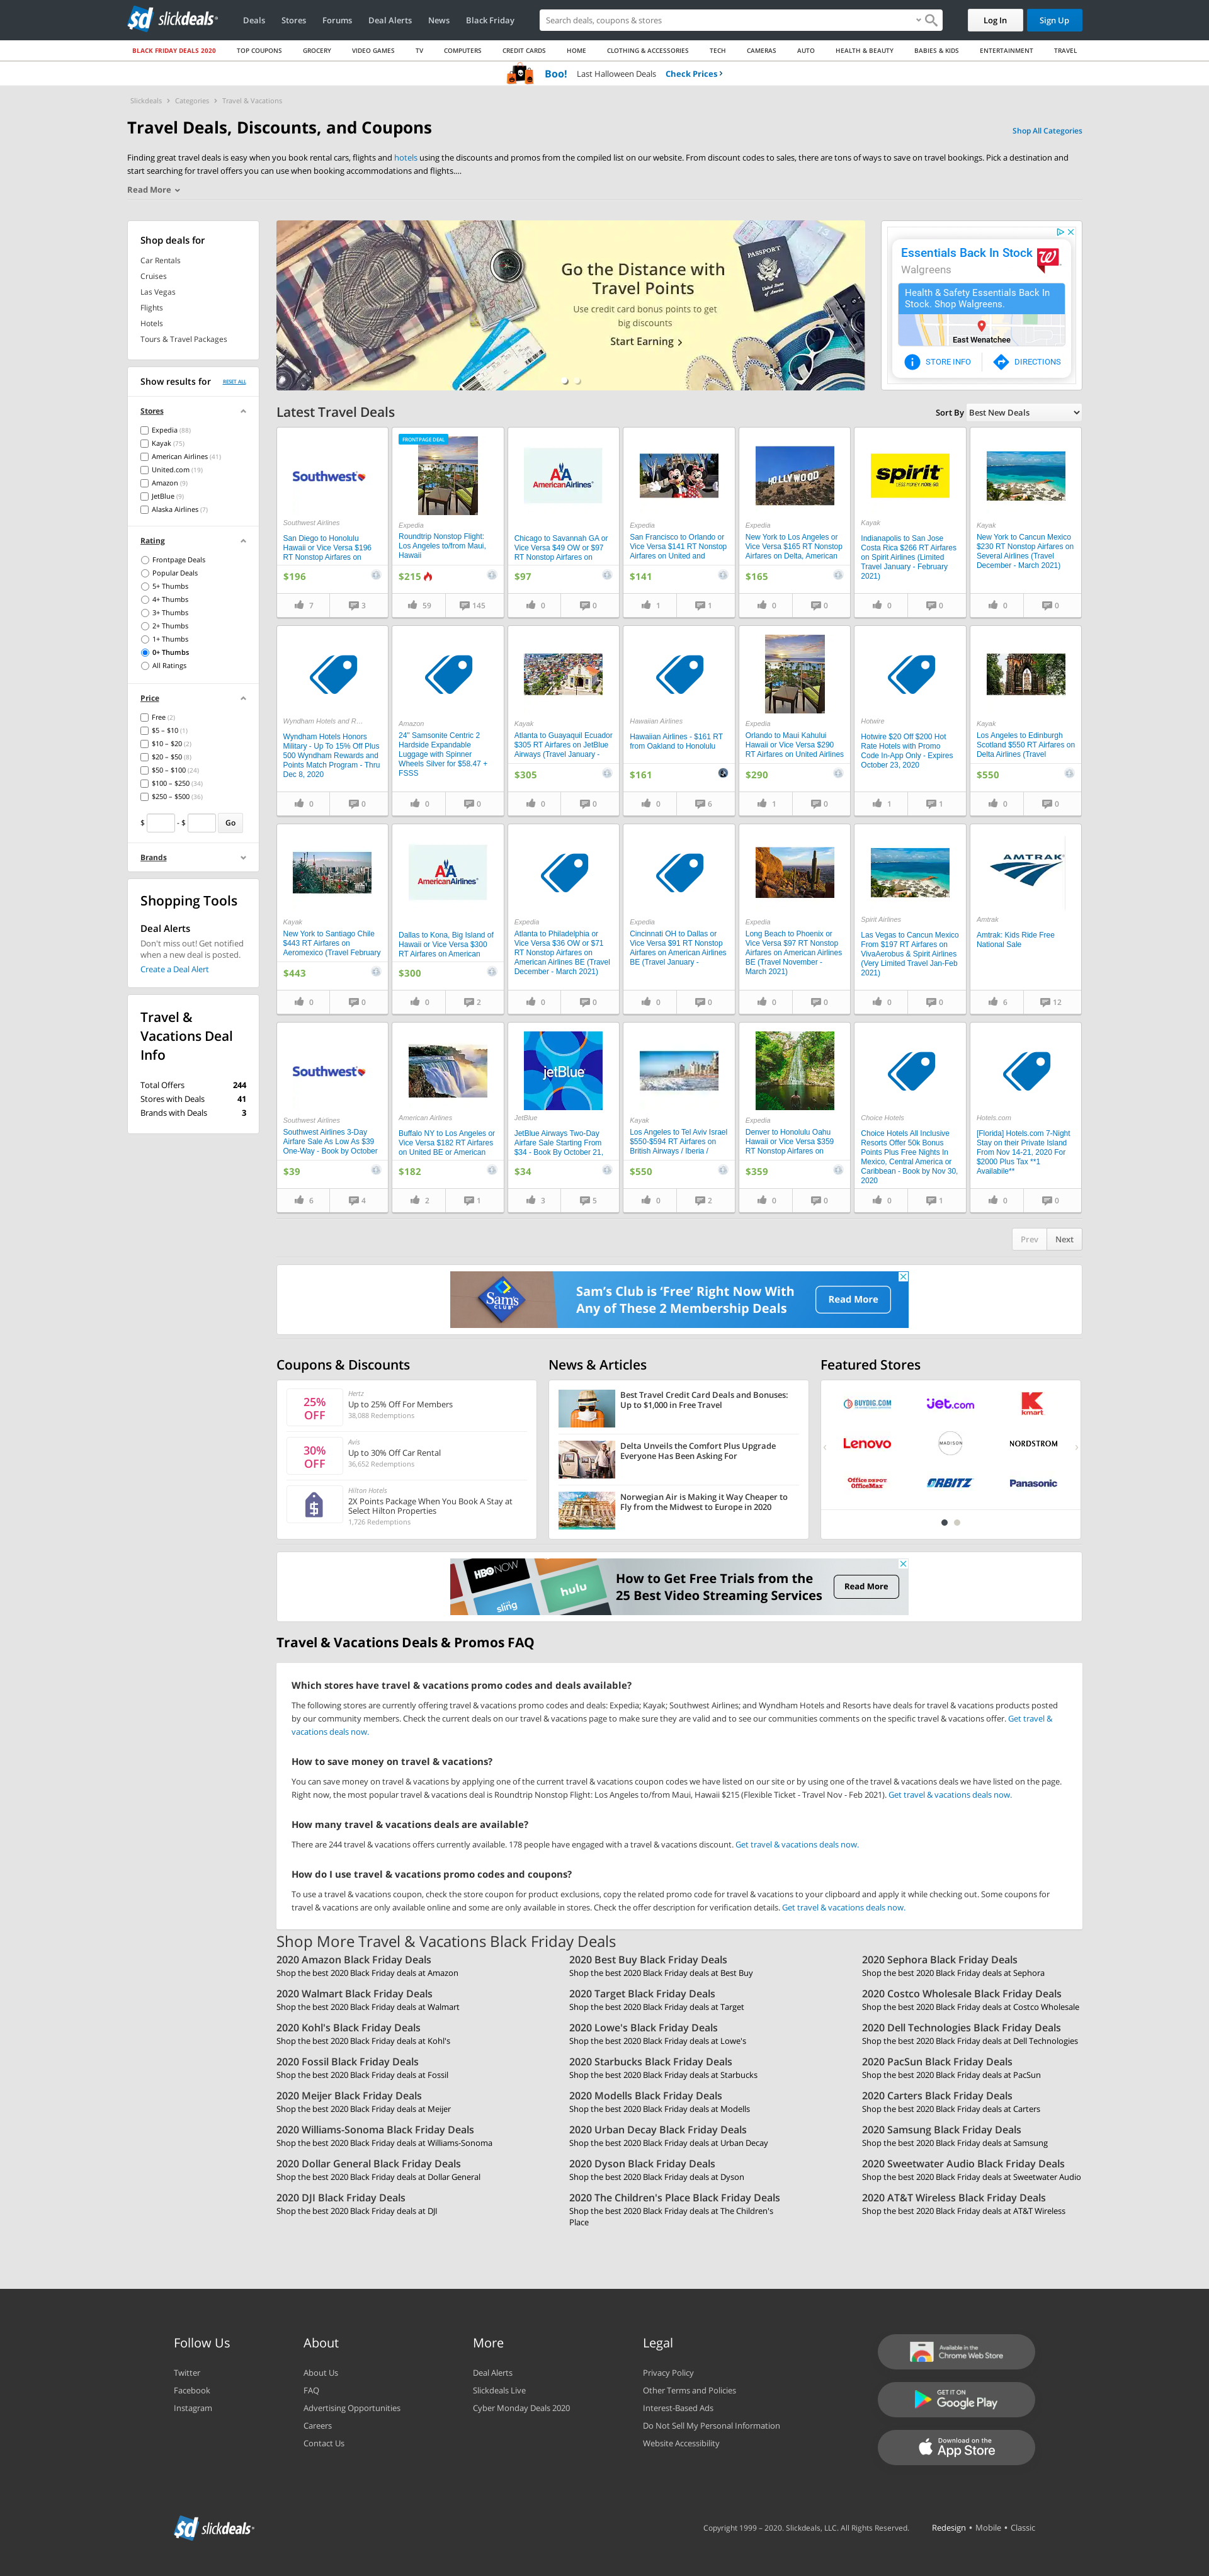 sd slickdeals
Deals
Stores
Forums
Deal Alerts
News
Black Friday
Search deals, coupons & stores
Log In
Sign Up
BLACK FRIDAY DEALS 2020
TOP COUPONS
GROCERY
VIDEO GAMES
TV
COMPUTERS
CREDIT CARDS
HOME
CLOTHING & ACCESSORIES
TECH
CAMERAS
AUTO
HEALTH & BEAUTY
BABIES & KIDS
ENTERTAINMENT
TRAVEL
Boo! Last Halloween Deals Check Prices ›
Slickdeals › Categories › Travel & Vacations
Travel Deals, Discounts, and Coupons
Shop All Categories
Finding great travel deals is easy when you book rental cars, flights and hotels using the discounts and promos from the compiled list on our website. From discount codes to sales, there are tons of ways to save on travel bookings. Pick a destination and
start searching for travel offers you can use when booking accommodations and flights....
Read More
Shop deals for
Car Rentals
Cruises
Las Vegas
Flights
Hotels
Tours & Travel Packages
Show results for
RESET ALL
Stores
Expedia (88)
Kayak (75)
American Airlines (41)
United.com (19)
Amazon (9)
JetBlue (9)
Alaska Airlines (7)
Rating
Frontpage Deals
Popular Deals
5+ Thumbs
4+ Thumbs
3+ Thumbs
2+ Thumbs
1+ Thumbs
0+ Thumbs
All Ratings
Price
Free (2)
$5 – $10 (1)
$10 – $20 (2)
$20 – $50 (8)
$50 – $100 (24)
$100 – $250 (34)
$250 – $500 (36)
$ - $ Go
Brands
Shopping Tools
Deal Alerts
Don't miss out! Get notified
when a new deal is posted.
Create a Deal Alert
Travel &
Vacations Deal
Info
Total Offers 244
Stores with Deals 41
Brands with Deals 3
PASSPORT
Go the Distance with
Travel Points
Use credit card bonus points to get
big discounts
Start Earning ›
Essentials Back In Stock
Walgreens
Health & Safety Essentials Back In
Stock. Shop Walgreens.
East Wenatchee
STORE INFO
DIRECTIONS
Latest Travel Deals
Sort By Best New Deals
Southwest
Southwest Airlines
San Diego to Honolulu
Hawaii or Vice Versa $196
RT Nonstop Airfares on
$196
7 3
FRONTPAGE DEAL
Expedia
Roundtrip Nonstop Flight:
Los Angeles to/from Maui,
Hawaii
$215
59 145
AmericanAirlines
Chicago to Savannah GA or
Vice Versa $49 OW or $97
RT Nonstop Airfares on
$97
0 0
Expedia
San Francisco to Orlando or
Vice Versa $141 RT Nonstop
Airfares on United and
$141
1 1
HOLLYWOOD
Expedia
New York to Los Angeles or
Vice Versa $165 RT Nonstop
Airfares on Delta, American
$165
0 0
spirit
LESS MONEY. MORE GO.
Kayak
Indianapolis to San Jose
Costa Rica $266 RT Airfares
on Spirit Airlines (Limited
Travel January - February
2021)
0 0
Kayak
New York to Cancun Mexico
$230 RT Nonstop Airfares on
Several Airlines (Travel
December - March 2021)
0 0
Wyndham Hotels and R...
Wyndham Hotels Honors
Military - Up To 15% Off Plus
500 Wyndham Rewards and
Points Match Program - Thru
Dec 8, 2020
0 0
Amazon
24" Samsonite Centric 2
Hardside Expandable
Luggage with Spinner
Wheels Silver for $58.47 +
FSSS
0 0
Kayak
Atlanta to Guayaquil Ecuador
$305 RT Airfares on JetBlue
Airways (Travel January -
$305
0 0
Hawaiian Airlines
Hawaiian Airlines - $161 RT
from Oakland to Honolulu
$161
0 6
Expedia
Orlando to Maui Kahului
Hawaii or Vice Versa $290
RT Airfares on United Airlines
$290
1 0
Hotwire
Hotwire $20 Off $200 Hot
Rate Hotels with Promo
Code In-App Only - Expires
October 23, 2020
1 1
Kayak
Los Angeles to Edinburgh
Scotland $550 RT Airfares on
Delta Airlines (Travel
$550
0 0
Kayak
New York to Santiago Chile
$443 RT Airfares on
Aeromexico (Travel February
$443
0 0
AmericanAirlines
Dallas to Kona, Big Island of
Hawaii or Vice Versa $300
RT Airfares on American
$300
0 2
Expedia
Atlanta to Philadelphia or
Vice Versa $36 OW or $71
RT Nonstop Airfares on
American Airlines BE (Travel
December - March 2021)
0 0
Expedia
Cincinnati OH to Dallas or
Vice Versa $91 RT Nonstop
Airfares on American Airlines
BE (Travel January -
0 0
Expedia
Long Beach to Phoenix or
Vice Versa $97 RT Nonstop
Airfares on American Airlines
BE (Travel November -
March 2021)
0 0
Spirit Airlines
Las Vegas to Cancun Mexico
From $197 RT Airfares on
VivaAerobus & Spirit Airlines
(Very Limited Travel Jan-Feb
2021)
0 0
AMTRAK
Amtrak
Amtrak: Kids Ride Free
National Sale
6 12
Southwest
Southwest Airlines
Southwest Airlines 3-Day
Airfare Sale As Low As $39
One-Way - Book by October
$39
6 4
American Airlines
Buffalo NY to Los Angeles or
Vice Versa $182 RT Airfares
on United BE or American
$182
2 1
jetBlue
JetBlue
JetBlue Airways Two-Day
Airfare Sale Starting From
$34 - Book By October 21,
$34
3 5
Kayak
Los Angeles to Tel Aviv Israel
$550-$594 RT Airfares on
British Airways / Iberia /
$550
0 2
Expedia
Denver to Honolulu Oahu
Hawaii or Vice Versa $359
RT Nonstop Airfares on
$359
0 0
Choice Hotels
Choice Hotels All Inclusive
Resorts Offer 50k Bonus
Points Plus Free Nights In
Mexico, Central America or
Caribbean - Book by Nov 30,
2020
0 1
Hotels.com
[Florida] Hotels.com 7-Night
Stay on their Private Island
From Nov 14-21, 2020 For
$2000 Plus Tax **1
Availabile**
0 0
Prev
Next
Sam's CLUB
Sam's Club is 'Free' Right Now With
Any of These 2 Membership Deals
Read More
Coupons & Discounts
25%
OFF
Hertz
Up to 25% Off For Members
38,088 Redemptions
30%
OFF
Avis
Up to 30% Off Car Rental
36,652 Redemptions
Hilton Hotels
2X Points Package When You Book A Stay at
Select Hilton Properties
1,726 Redemptions
News & Articles
Best Travel Credit Card Deals and Bonuses:
Up to $1,000 in Free Travel
Delta Unveils the Comfort Plus Upgrade
Everyone Has Been Asking For
Norwegian Air is Making it Way Cheaper to
Fly from the Midwest to Europe in 2020
Featured Stores
BUYDIG.COM
jet.com
kmart
Lenovo
MADISON
NORDSTROM
Office DEPOT
OfficeMax
ORBITZ
Panasonic
HBO NOW
sling
hulu
How to Get Free Trials from the
25 Best Video Streaming Services
Read More
Travel & Vacations Deals & Promos FAQ
Which stores have travel & vacations promo codes and deals available?
The following stores are currently offering travel & vacations promo codes and deals: Expedia; Kayak; Southwest Airlines; and Wyndham Hotels and Resorts have deals for travel & vacations products posted
by our community members. Check the current deals on our travel & vacations page to make sure they are valid and to see our communities comments on the specific travel & vacations offer. Get travel &
vacations deals now.
How to save money on travel & vacations?
You can save money on travel & vacations by applying one of the current travel & vacations coupon codes we have listed on our site or by using one of the travel & vacations deals we have listed on the page.
Right now, the most popular travel & vacations deal is Roundtrip Nonstop Flight: Los Angeles to/from Maui, Hawaii $215 (Flexible Ticket - Travel Nov - Feb 2021). Get travel & vacations deals now.
How many travel & vacations deals are available?
There are 244 travel & vacations offers currently available. 178 people have engaged with a travel & vacations discount. Get travel & vacations deals now.
How do I use travel & vacations promo codes and coupons?
To use a travel & vacations coupon, check the store coupon for product exclusions, copy the related promo code for travel & vacations to your clipboard and apply it while checking out. Some coupons for
travel & vacations are only available online and some are only available in stores. Check the offer description for verification details. Get travel & vacations deals now.
Shop More Travel & Vacations Black Friday Deals
2020 Amazon Black Friday Deals
Shop the best 2020 Black Friday deals at Amazon
2020 Best Buy Black Friday Deals
Shop the best 2020 Black Friday deals at Best Buy
2020 Sephora Black Friday Deals
Shop the best 2020 Black Friday deals at Sephora
2020 Walmart Black Friday Deals
Shop the best 2020 Black Friday deals at Walmart
2020 Target Black Friday Deals
Shop the best 2020 Black Friday deals at Target
2020 Costco Wholesale Black Friday Deals
Shop the best 2020 Black Friday deals at Costco Wholesale
2020 Kohl's Black Friday Deals
Shop the best 2020 Black Friday deals at Kohl's
2020 Lowe's Black Friday Deals
Shop the best 2020 Black Friday deals at Lowe's
2020 Dell Technologies Black Friday Deals
Shop the best 2020 Black Friday deals at Dell Technologies
2020 Fossil Black Friday Deals
Shop the best 2020 Black Friday deals at Fossil
2020 Starbucks Black Friday Deals
Shop the best 2020 Black Friday deals at Starbucks
2020 PacSun Black Friday Deals
Shop the best 2020 Black Friday deals at PacSun
2020 Meijer Black Friday Deals
Shop the best 2020 Black Friday deals at Meijer
2020 Modells Black Friday Deals
Shop the best 2020 Black Friday deals at Modells
2020 Carters Black Friday Deals
Shop the best 2020 Black Friday deals at Carters
2020 Williams-Sonoma Black Friday Deals
Shop the best 2020 Black Friday deals at Williams-Sonoma
2020 Urban Decay Black Friday Deals
Shop the best 2020 Black Friday deals at Urban Decay
2020 Samsung Black Friday Deals
Shop the best 2020 Black Friday deals at Samsung
2020 Dollar General Black Friday Deals
Shop the best 2020 Black Friday deals at Dollar General
2020 Dyson Black Friday Deals
Shop the best 2020 Black Friday deals at Dyson
2020 Sweetwater Audio Black Friday Deals
Shop the best 2020 Black Friday deals at Sweetwater Audio
2020 DJI Black Friday Deals
Shop the best 2020 Black Friday deals at DJI
2020 The Children's Place Black Friday Deals
Shop the best 2020 Black Friday deals at The Children's
Place
2020 AT&T Wireless Black Friday Deals
Shop the best 2020 Black Friday deals at AT&T Wireless
Follow Us
Twitter
Facebook
Instagram
About
About Us
FAQ
Advertising Opportunities
Careers
Contact Us
More
Deal Alerts
Slickdeals Live
Cyber Monday Deals 2020
Legal
Privacy Policy
Other Terms and Policies
Interest-Based Ads
Do Not Sell My Personal Information
Website Accessibility
Available in the
Chrome Web Store
GET IT ON
Google Play
Download on the
App Store
sd slickdeals
Copyright 1999 – 2020. Slickdeals, LLC. All Rights Reserved.
Redesign • Mobile • Classic